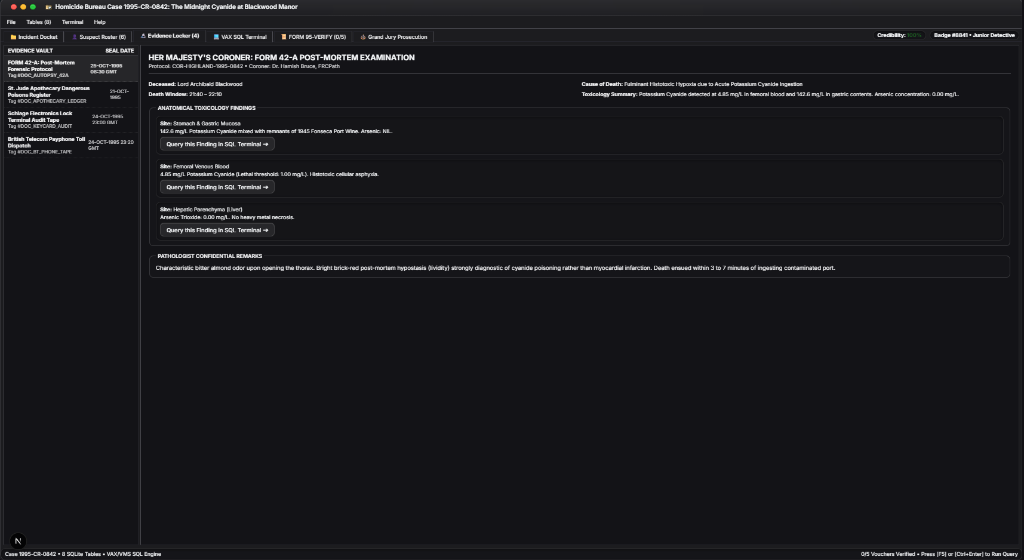 Homicide Bureau Case 1995-CR-0842: The Midnight Cyanide at Blackwood Manor
File Tables (8) Terminal Help
Incident Docket Suspect Roster (6) Evidence Locker (4) VAX SQL Terminal FORM 95-VERIFY (0/5) Grand Jury Prosecution Credibility: 100% Badge #8841 • Junior Detective
EVIDENCE VAULT SEAL DATE
FORM 42-A: Post-Mortem Forensic Protocol
Tag #DOC_AUTOPSY_42A
25-OCT-1995 08:30 GMT
St. Jude Apothecary Dangerous Poisons Register
Tag #DOC_APOTHECARY_LEDGER
21-OCT-1995
Schlage Electronics Lock Terminal Audit Tape
Tag #DOC_KEYCARD_AUDIT
24-OCT-1995 23:50 GMT
British Telecom Payphone Toll Dispatch
Tag #DOC_BT_PHONE_TAPE
24-OCT-1995 23:20 GMT
HER MAJESTY'S CORONER: FORM 42-A POST-MORTEM EXAMINATION
Protocol: COR-HIGHLAND-1995-0842 • Coroner: Dr. Hamish Bruce, FRCPath
Deceased: Lord Archibald Blackwood
Cause of Death: Fulminant Histotoxic Hypoxia due to Acute Potassium Cyanide Ingestion
Death Window: 21:40 – 22:10
Toxicology Summary: Potassium Cyanide detected at 4.85 mg/L in femoral blood and 142.6 mg/L in gastric contents. Arsenic concentration: 0.00 mg/L.
ANATOMICAL TOXICOLOGY FINDINGS
Site: Stomach & Gastric Mucosa
142.6 mg/L Potassium Cyanide mixed with remnants of 1945 Fonseca Port Wine. Arsenic: Nil.
Query this Finding in SQL Terminal →
Site: Femoral Venous Blood
4.85 mg/L Potassium Cyanide (Lethal threshold: 1.00 mg/L). Histotoxic cellular asphyxia.
Query this Finding in SQL Terminal →
Site: Hepatic Parenchyma (Liver)
Arsenic Trioxide: 0.00 mg/L. No heavy metal necrosis.
Query this Finding in SQL Terminal →
PATHOLOGIST CONFIDENTIAL REMARKS
Characteristic bitter almond odor upon opening the thorax. Bright brick-red post-mortem hypostasis (lividity) strongly diagnostic of cyanide poisoning rather than myocardial infarction. Death ensued within 3 to 7 minutes of ingesting contaminated port.
N
Case 1995-CR-0842 • 8 SQLite Tables • VAX/VMS SQL Engine
0/5 Vouchers Verified • Press [F5] or [Ctrl+Enter] to Run Query